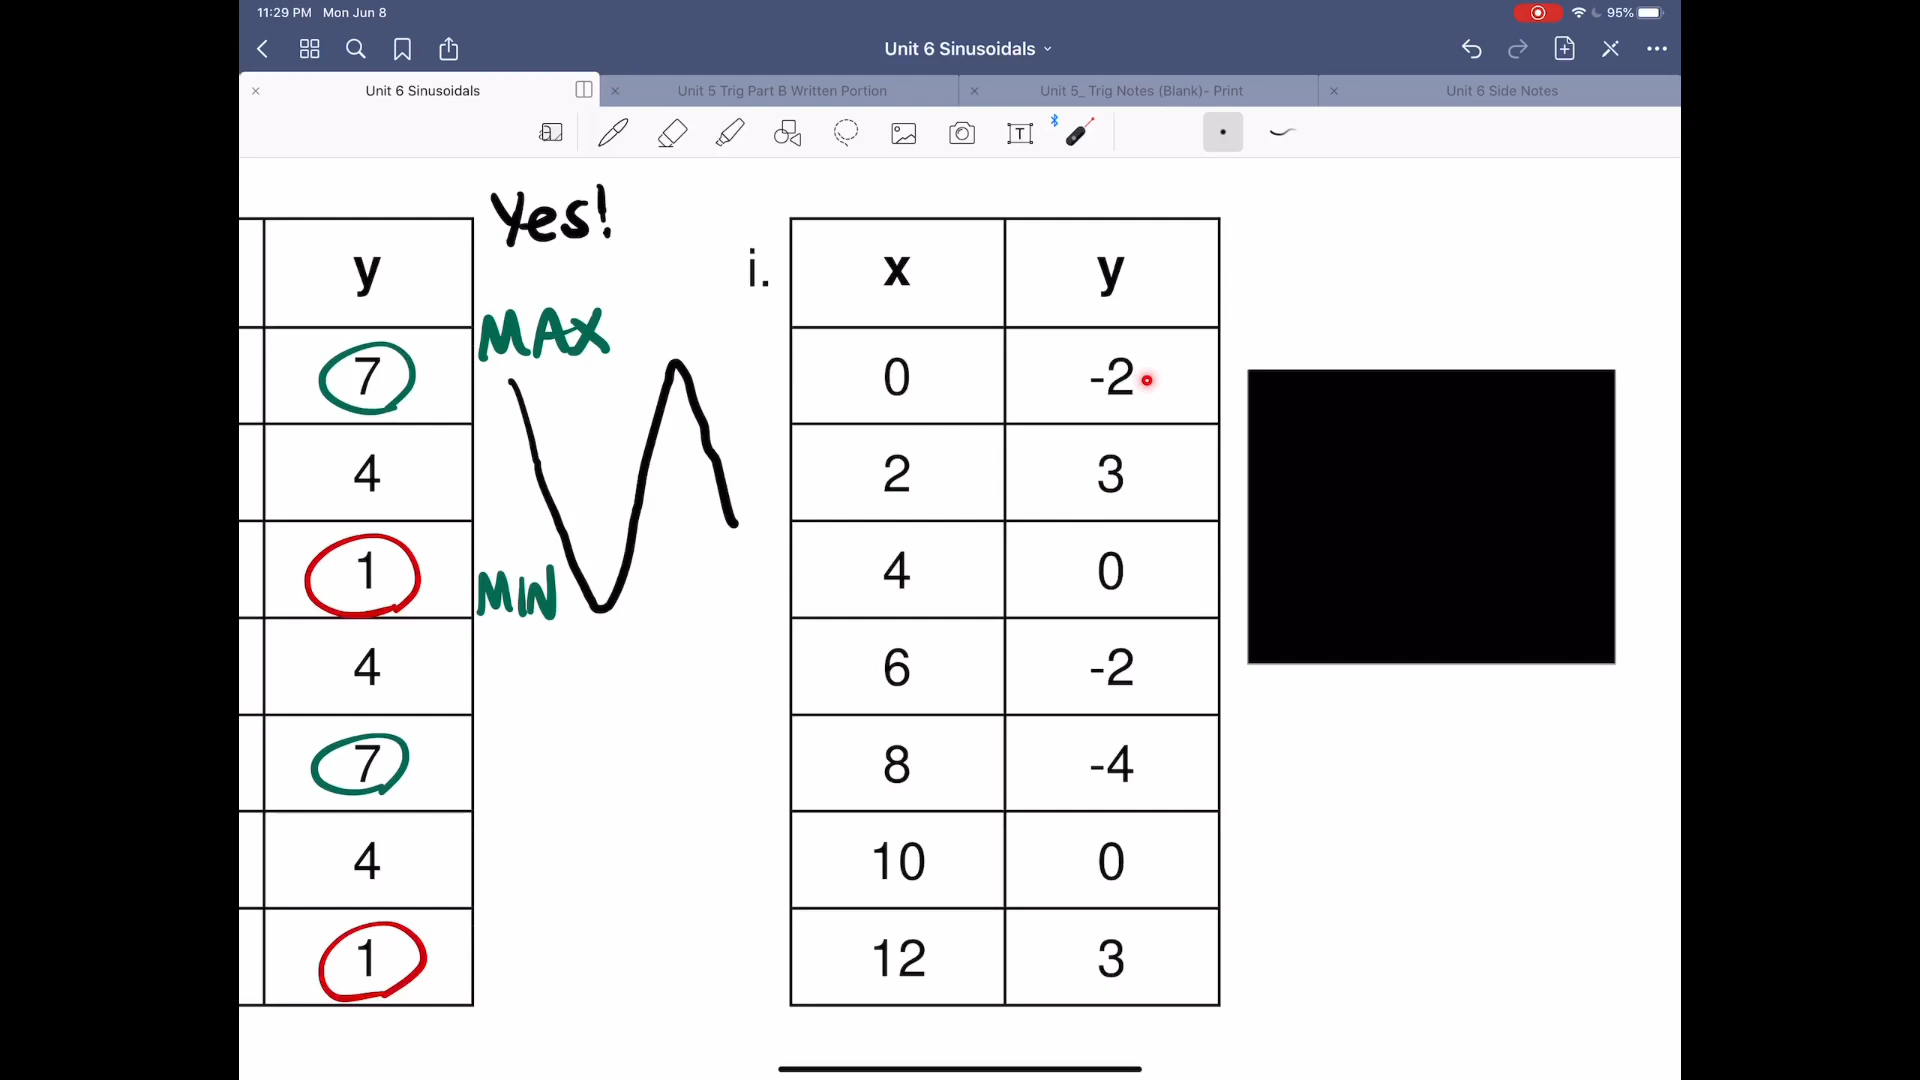 11:29 PM Mon Jun 8
95%
Unit 6 Sinusoidals
Unit 6 Sinusoidals
Unit 5 Trig Part B Written Portion
Unit 5_ Trig Notes (Blank)- Print
Unit 6 Side Notes
T
Yes!
y
MAX
7
4
1
MIN
4
7
4
1
i.
x y
0 -2
2 3
4 0
6 -2
8 -4
10 0
12 3